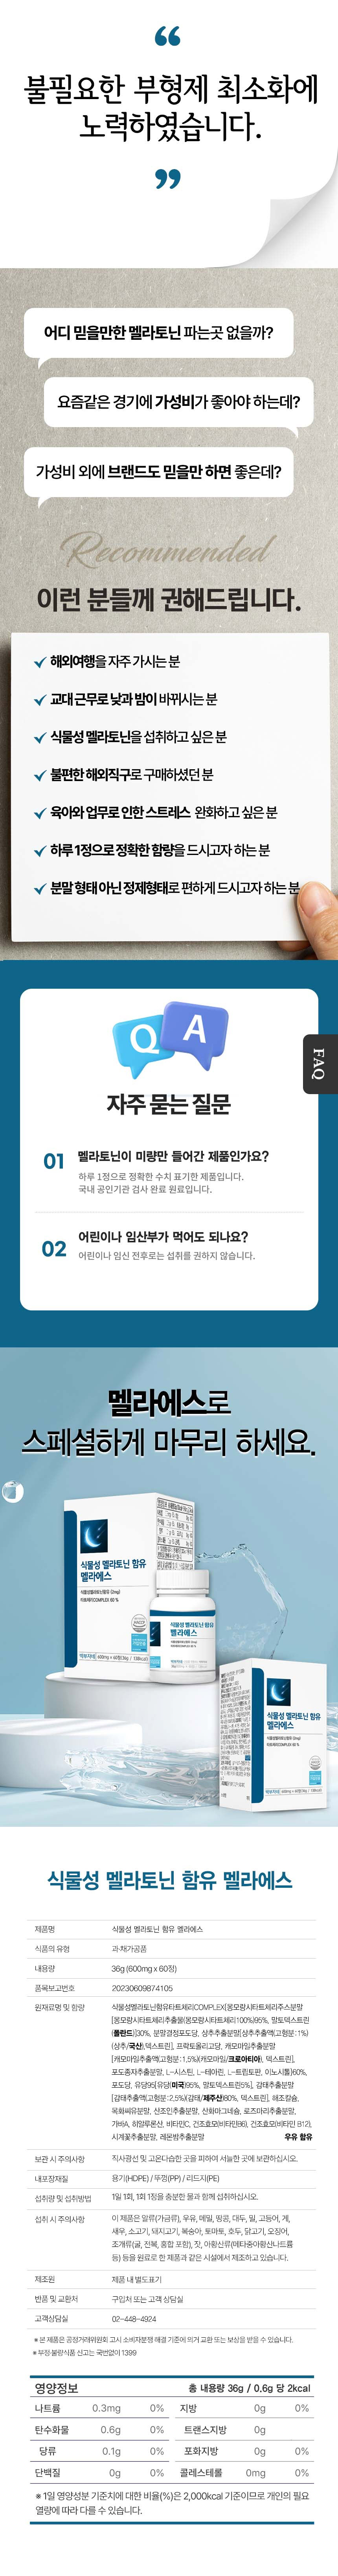 불필요한 부형제 최소화에
노력하였습니다.
어디 믿을만한 멜라토닌 파는곳 없을까?
요즘같은 경기에 가성비가 좋아야 하는데?
가성비 외에 브랜드도 믿을만 하면 좋은데?
Recommended
이런 분들께 권해드립니다.
해외여행을 자주 가시는 분
교대 근무로 낮과 밤이 바뀌시는 분
식물성 멜라토닌을 섭취하고 싶은 분
불편한 해외직구로 구매하셨던 분
육아와 업무로 인한 스트레스 완화하고 싶은 분
하루 1정으로 정확한 함량을 드시고자 하는 분
분말 형태 아닌 정제형태로 편하게 드시고자 하는 분
Q A
FAQ
자주 묻는 질문
01 멜라토닌이 미량만 들어간 제품인가요?
하루 1정으로 정확한 수치 표기한 제품입니다.
국내 공인기관 검사 완료 원료입니다.
02 어린이나 임산부가 먹어도 되나요?
어린이나 임신 전후로는 섭취를 권하지 않습니다.
멜라에스로
스페셜하게 마무리 하세요.
식물성 멜라토닌 함유
멜라에스
식물성 멜라토닌 함유
멜라에스
식물성 멜라토닌 함유
멜라에스
식물성 멜라토닌 함유 멜라에스
제품명 식물성 멜라토닌 함유 멜라에스
식품의 유형 과·채가공품
내용량 36g (600mg x 60정)
품목보고번호 20230609874105
원재료명 및 함량 식물성멜라토닌함유타트체리COMPLEX[몽모랑시타트체리주스분말
[몽모랑시타트체리추출물(몽모랑시타트체리100%)95%, 말토덱스트린
(폴란드)]30%, 분말결정포도당, 상추추출분말[상추추출액(고형분:1%)
(상추/국산),덱스트린], 프락토올리고당, 캐모마일추출분말
[캐모마일추출액(고형분:1.5%)(캐모마일/크로아티아), 덱스트린],
포도종자추출분말, L-시스틴, L-테아닌, L-트립토판, 이노시톨)60%,
포도당, 유당95[유당(미국)95%, 말토덱스트린5%], 감태추출분말
[감태추출액(고형분:2.5%)(감태/제주산)80%, 덱스트린], 해조칼슘,
목화씨유분말, 산조인추출분말, 산화마그네슘, 로즈마리추출분말,
가바A, 히알루론산, 비타민C, 건조효모(비타민B6), 건조효모(비타민 B12),
시계꽃추출분말, 레몬밤추출분말 우유 함유
보관 시 주의사항 직사광선 및 고온다습한 곳을 피하여 서늘한 곳에 보관하십시오.
내포장재질 용기(HDPE) / 뚜껑(PP) / 리드지(PE)
섭취량 및 섭취방법 1일 1회, 1회 1정을 충분한 물과 함께 섭취하십시오.
섭취 시 주의사항 이 제품은 알류(가금류), 우유, 메밀, 땅콩, 대두, 밀, 고등어, 게,
새우, 소고기, 돼지고기, 복숭아, 토마토, 호두, 닭고기, 오징어,
조개류(굴, 전복, 홍합 포함), 잣, 아황산류(메타중아황산나트륨
등) 등을 원료로 한 제품과 같은 시설에서 제조하고 있습니다.
제조원 제품 내 별도표기
반품 및 교환처 구입처 또는 고객 상담실
고객상담실 02-448-4924
※ 본 제품은 공정거래위원회 고시 소비자분쟁 해결 기준에 의거 교환 또는 보상을 받을 수 있습니다.
※ 부정·불량식품 신고는 국번없이 1399
영양정보 총 내용량 36g / 0.6g 당 2kcal
나트륨 0.3mg 0% 지방 0g 0%
탄수화물 0.6g 0% 트랜스지방 0g
당류 0.1g 0% 포화지방 0g 0%
단백질 0g 0% 콜레스테롤 0mg 0%
※ 1일 영양성분 기준치에 대한 비율(%)은 2,000kcal 기준이므로 개인의 필요
열량에 따라 다를 수 있습니다.